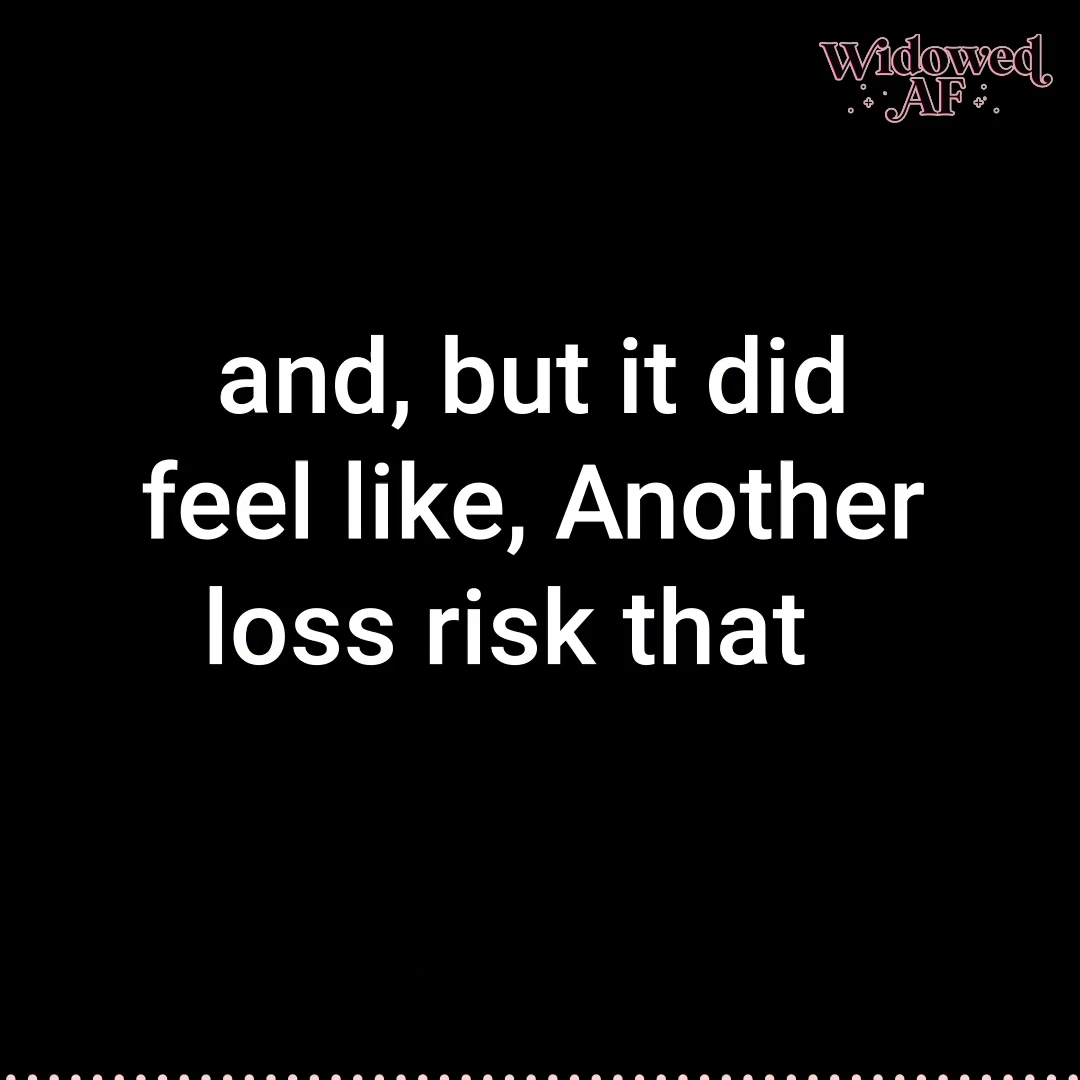 Widowed
AF
and, but it did
feel like, Another
loss risk that